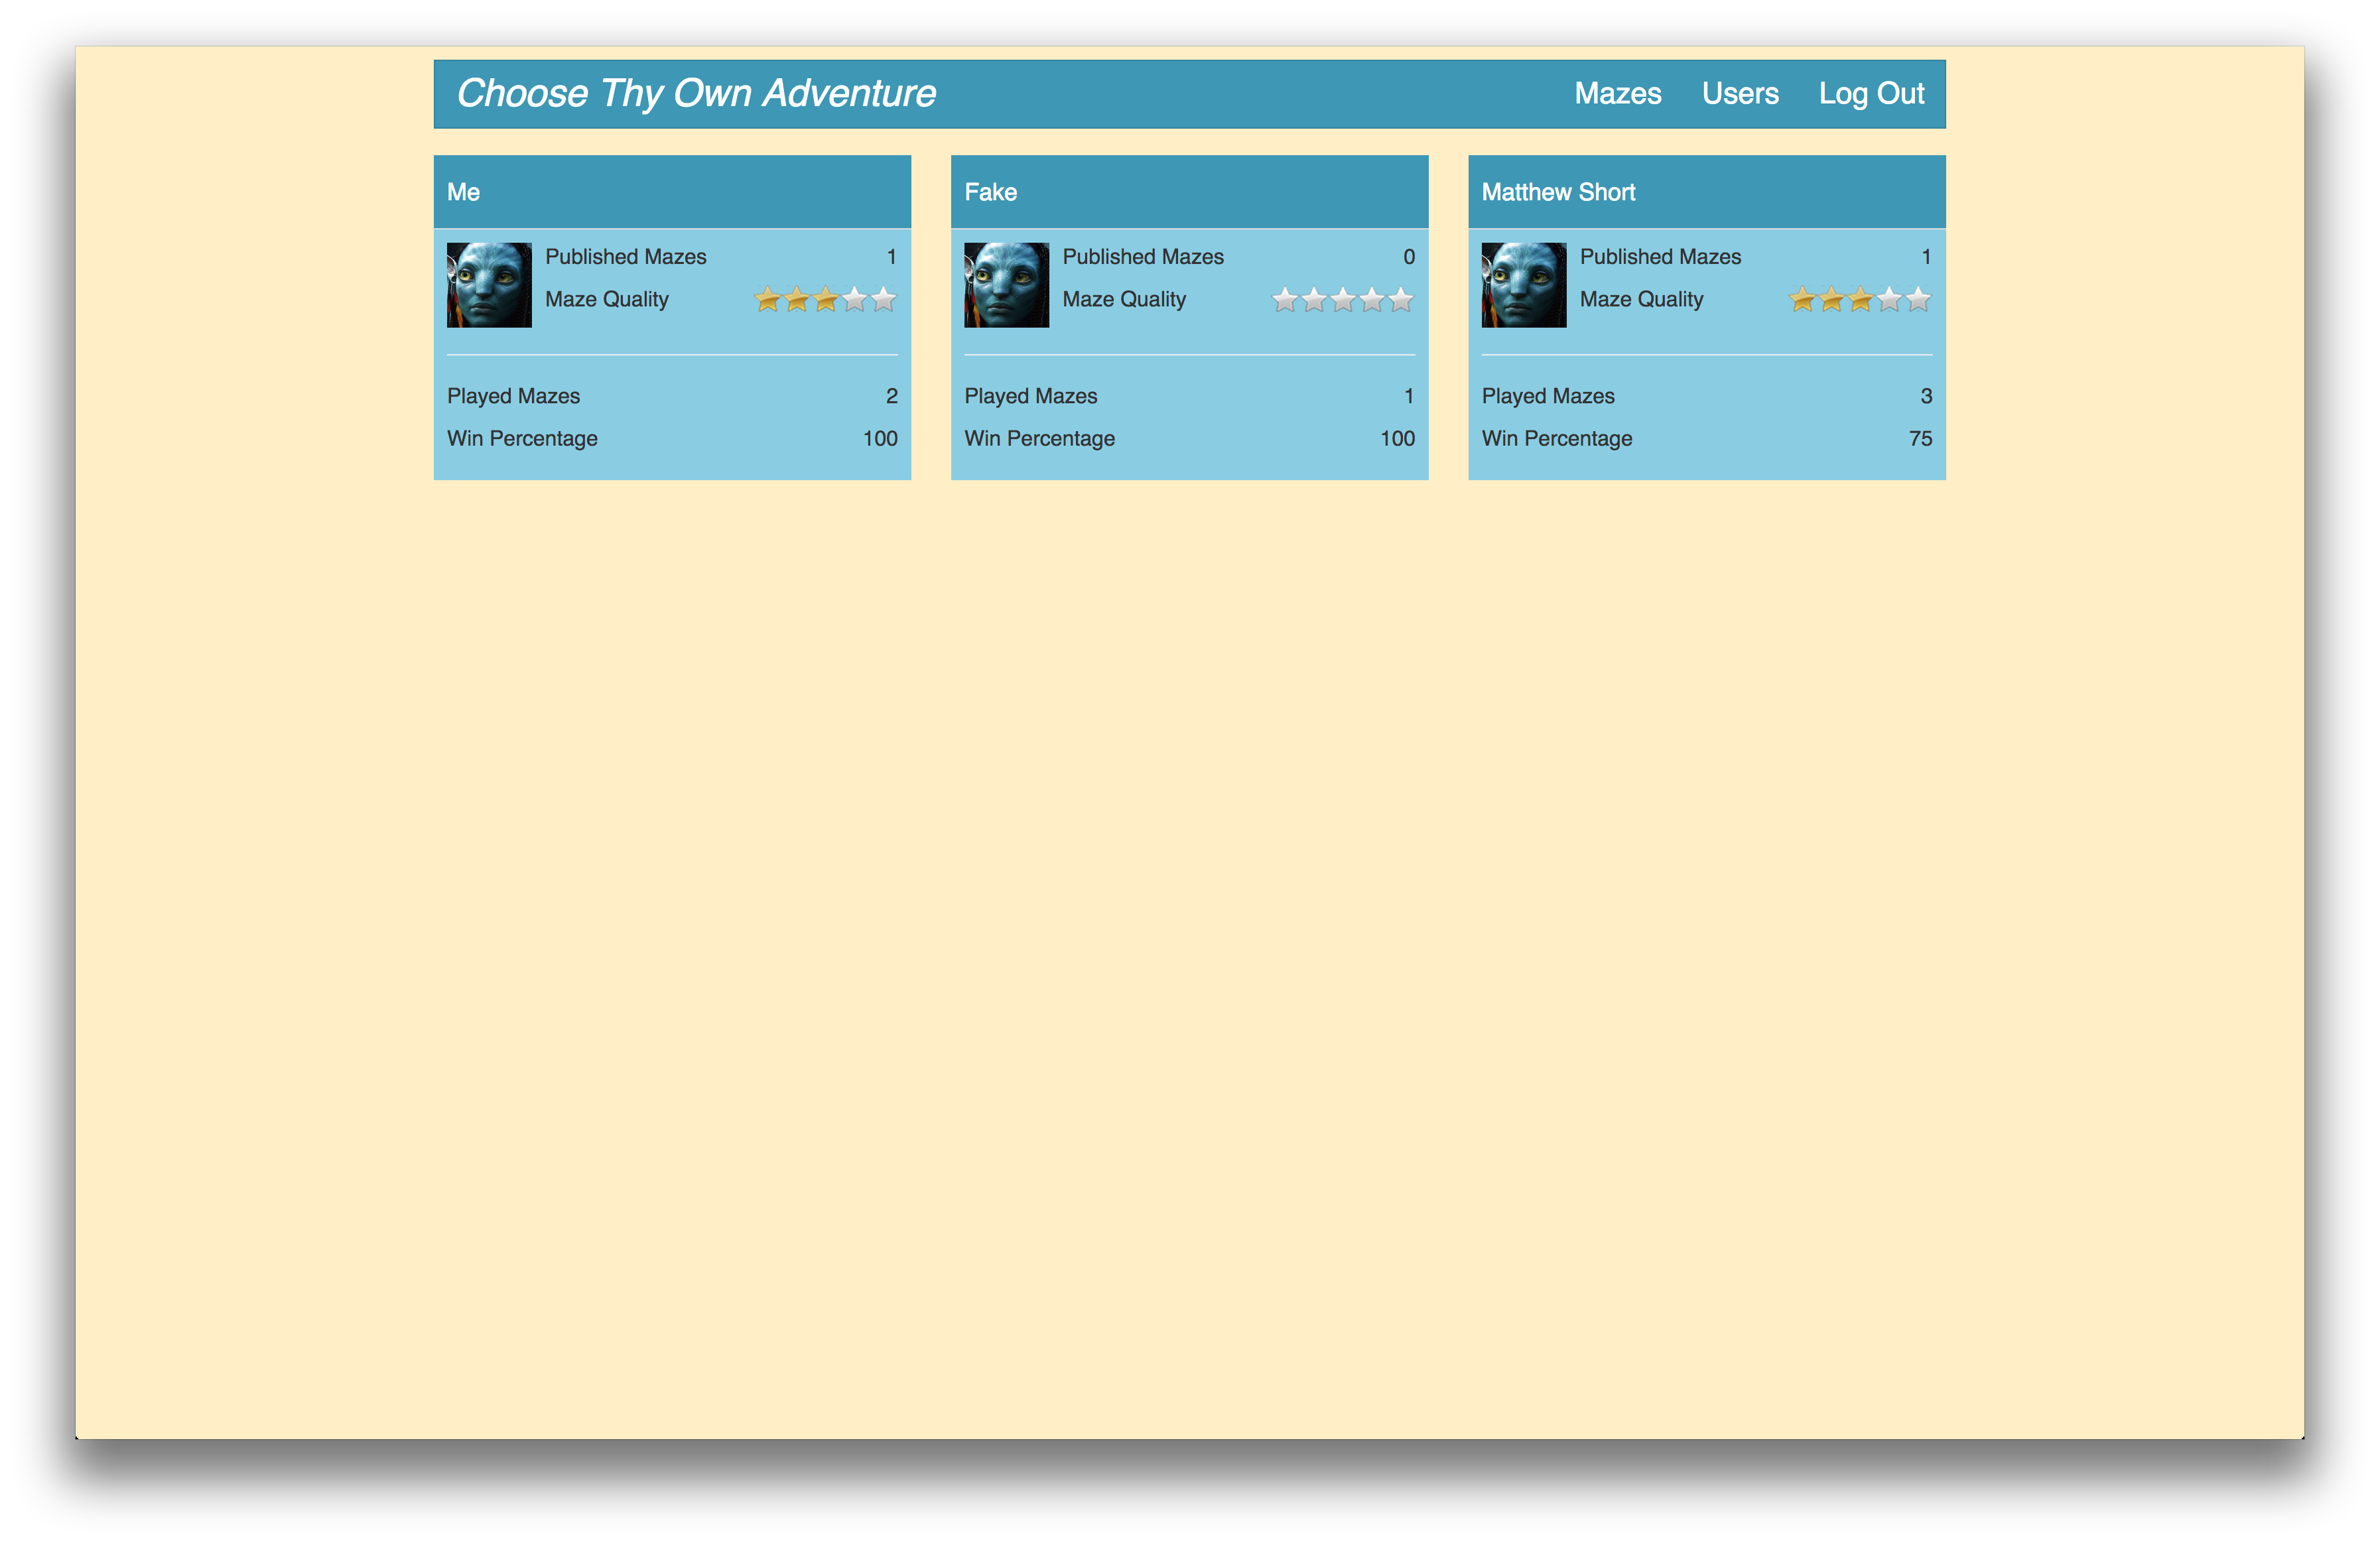 Choose Thy Own Adventure Mazes Users Log Out
Me
Published Mazes 1
Maze Quality
Played Mazes 2
Win Percentage 100
Fake
Published Mazes 0
Maze Quality
Played Mazes 1
Win Percentage 100
Matthew Short
Published Mazes 1
Maze Quality
Played Mazes 3
Win Percentage 75